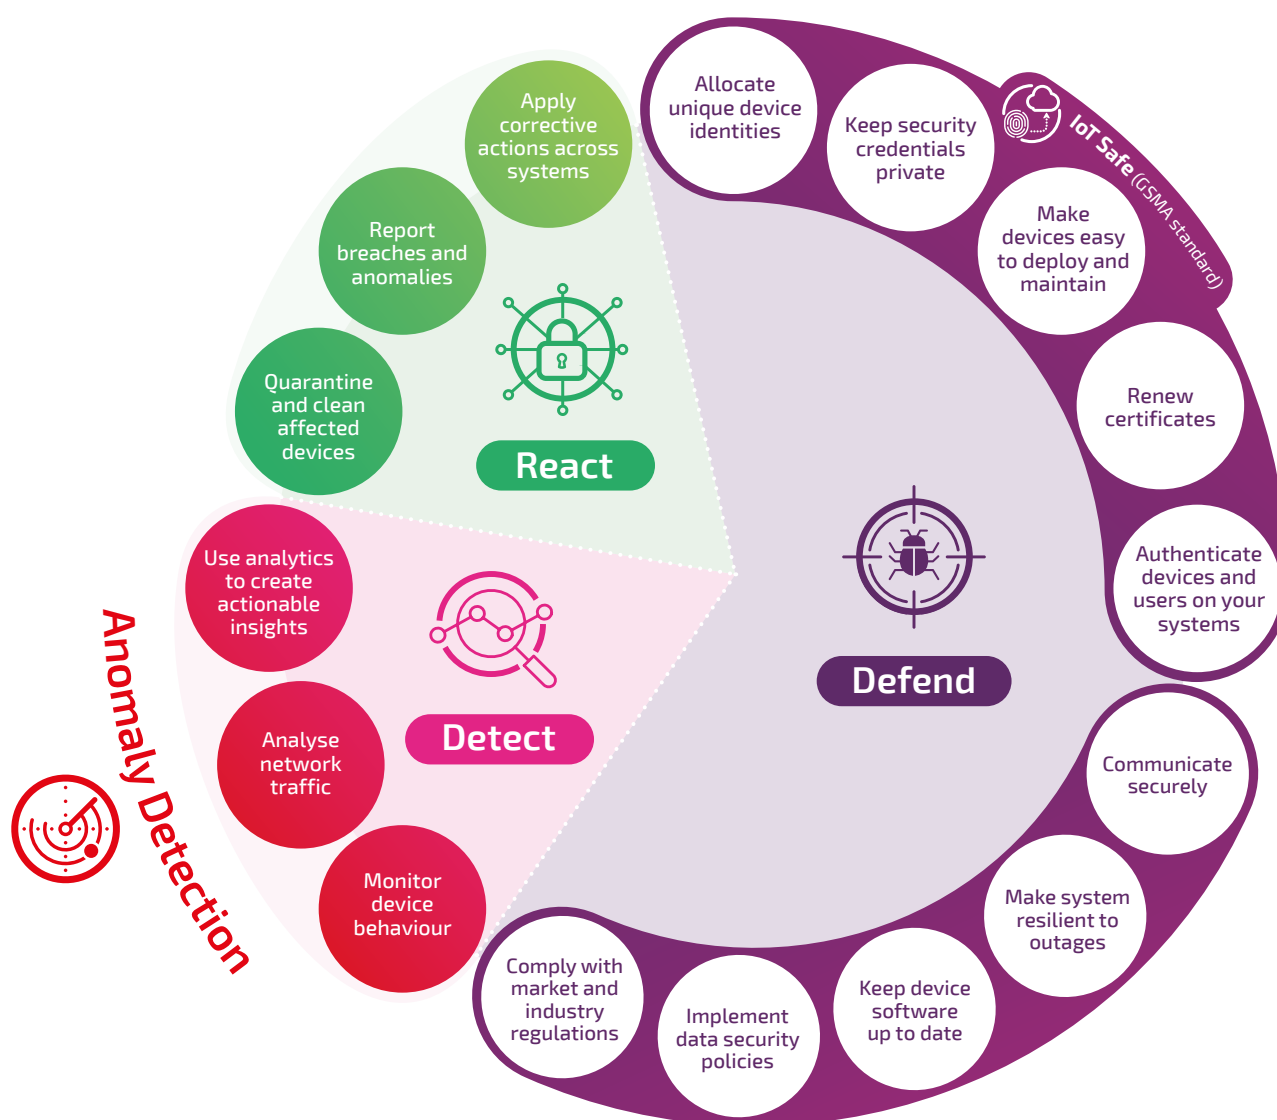 Allocate
unique device
identities
Keep security
credentials
private
IoT Safe (GSMA standard)
Make
devices easy
to deploy and
maintain
Renew
certificates
Authenticate
devices and
users on your
systems
Defend
Communicate
securely
Make system
resilient to
outages
Keep device
software
up to date
Implement
data security
policies
Comply with
market and
industry
regulations
Monitor
device
behaviour
Analyse
network
traffic
Use analytics
to create
actionable
insights
Detect
Anomaly Detection
Quarantine
and clean
affected
devices
Report
breaches and
anomalies
Apply
corrective
actions across
systems
React